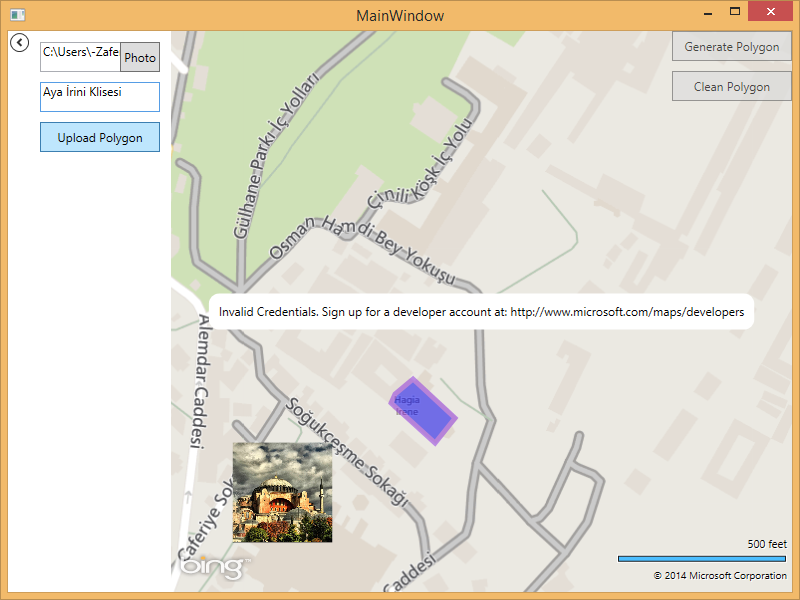 MainWindow
C:\Users\-Zafe
Photo
Aya İrini Klisesi
Upload Polygon
Generate Polygon
Clean Polygon
Gülhane Parkı İç Yolları
Çinili Köşk İç Yolu
Osman Hamdi Bey Yokuşu
Invalid Credentials. Sign up for a developer account at: http://www.microsoft.com/maps/developers
Alemdar Caddesi
Hagia
Irene
Soğukçeşme Sokağı
Caferiye Sok
Caddesi
bing
500 feet
© 2014 Microsoft Corporation